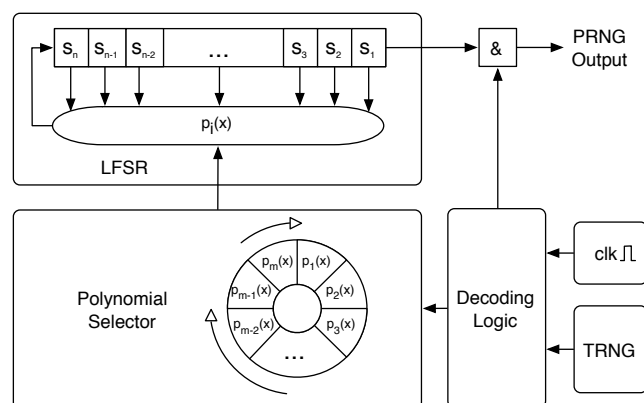 Sn Sn-1 Sn-2 ... S3 S2 S1
&
PRNG
Output
pi(x)
LFSR
Polynomial
Selector
pm(x) p1(x)
pm-1(x) p2(x)
pm-2(x) p3(x)
...
Decoding
Logic
clk
TRNG